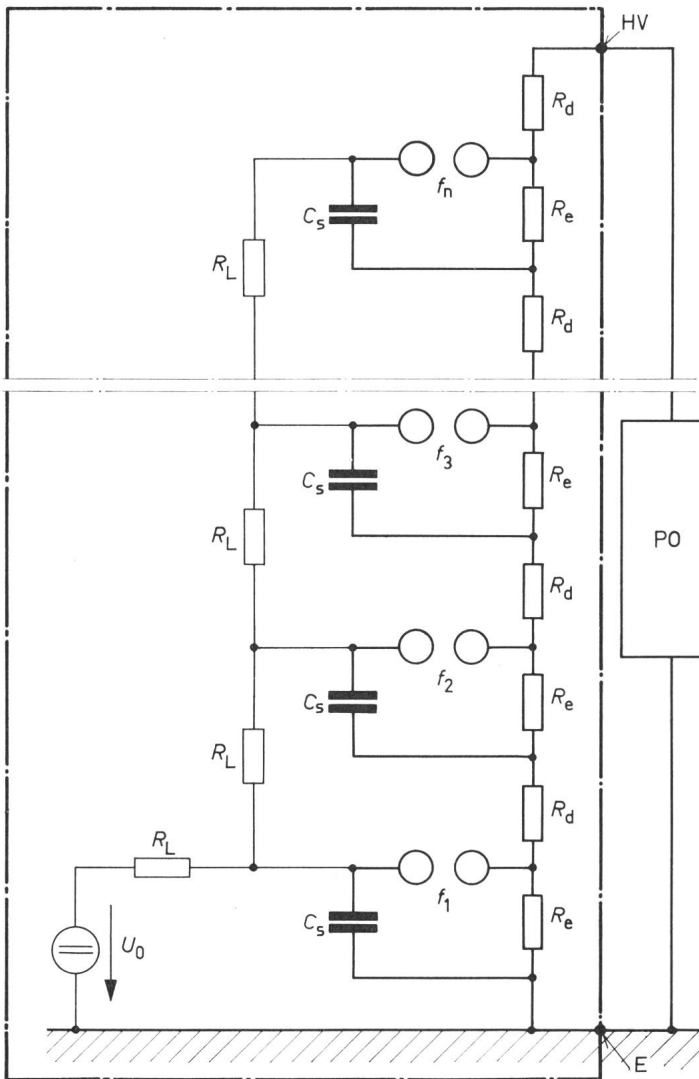 HV
R_d
f_n
R_e
C_s
R_L
R_d
f_3
C_s
R_e
R_L
PO
R_d
f_2
C_s
R_e
R_L
R_d
R_L
f_1
R_e
C_s
U_0
E